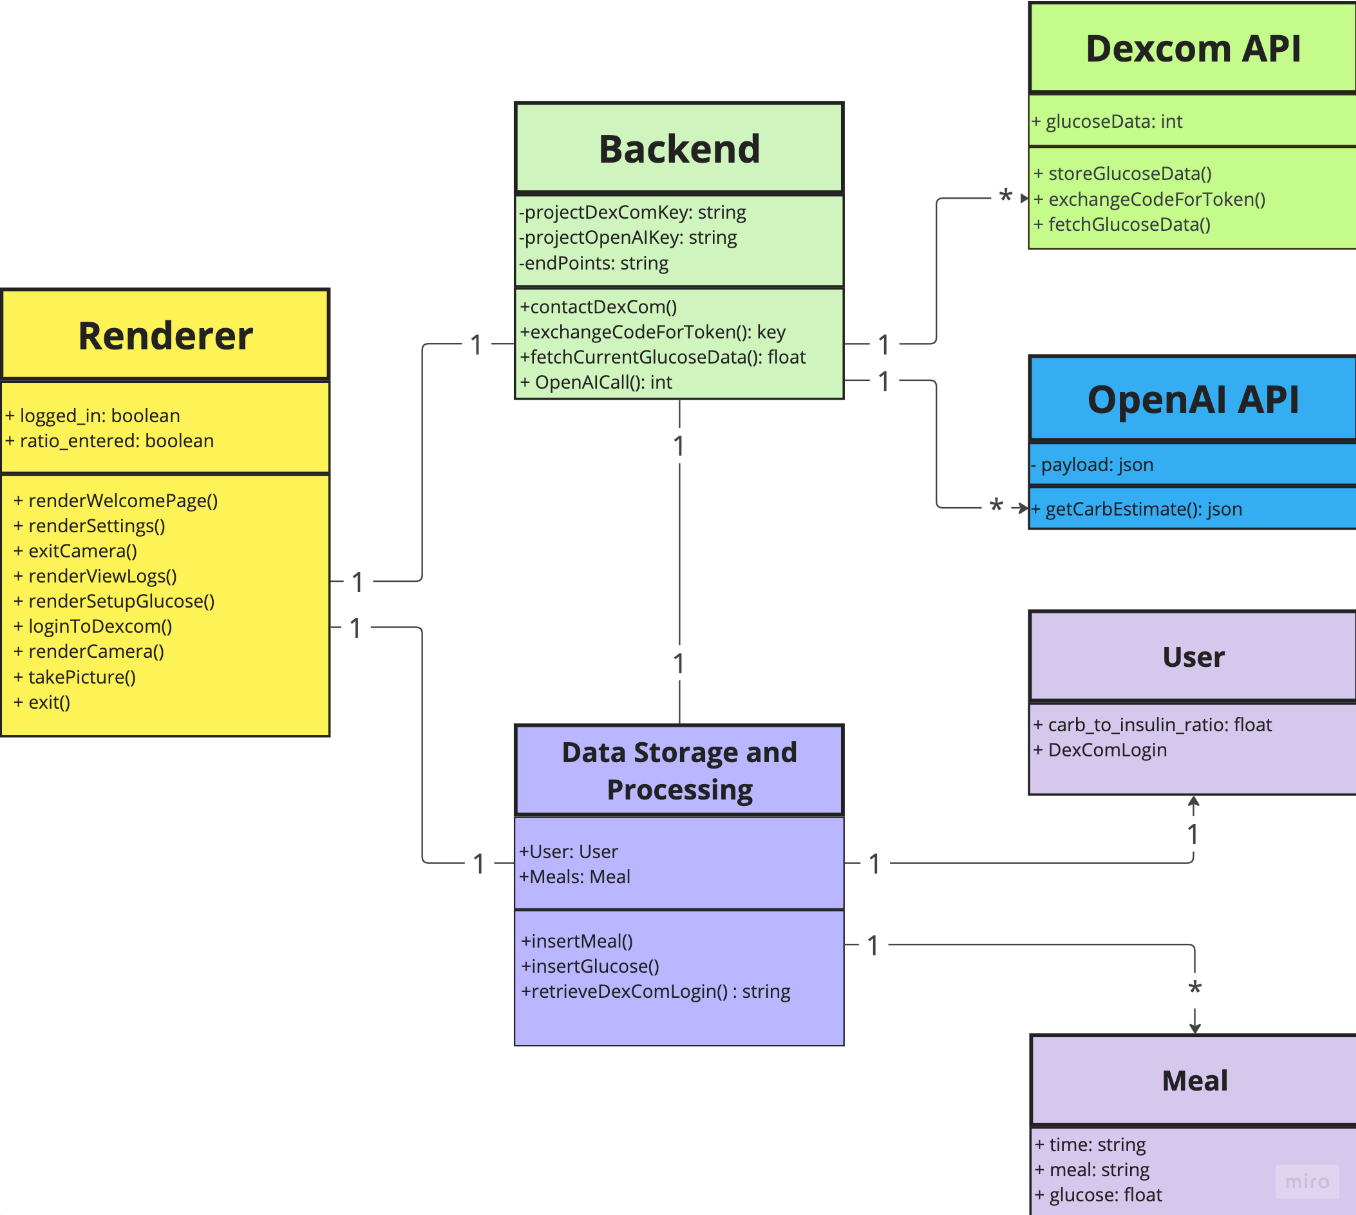 Dexcom API
+ glucoseData: int
+ storeGlucoseData()
+ exchangeCodeForToken()
+ fetchGlucoseData()
Backend
-projectDexComKey: string
-projectOpenAIKey: string
-endPoints: string
+contactDexCom()
+exchangeCodeForToken(): key
+fetchCurrentGlucoseData(): float
+ OpenAICall(): int
*
1
1
1
*
1
Renderer
+ logged_in: boolean
+ ratio_entered: boolean
+ renderWelcomePage()
+ renderSettings()
+ exitCamera()
+ renderViewLogs()
+ renderSetupGlucose()
+ loginToDexcom()
+ renderCamera()
+ takePicture()
+ exit()
1
1
OpenAI API
- payload: json
+ getCarbEstimate(): json
User
+ carb_to_insulin_ratio: float
+ DexComLogin
1
Data Storage and
Processing
+User: User
+Meals: Meal
+insertMeal()
+insertGlucose()
+retrieveDexComLogin() : string
1
1
1
1
*
Meal
+ time: string
+ meal: string
+ glucose: float
miro